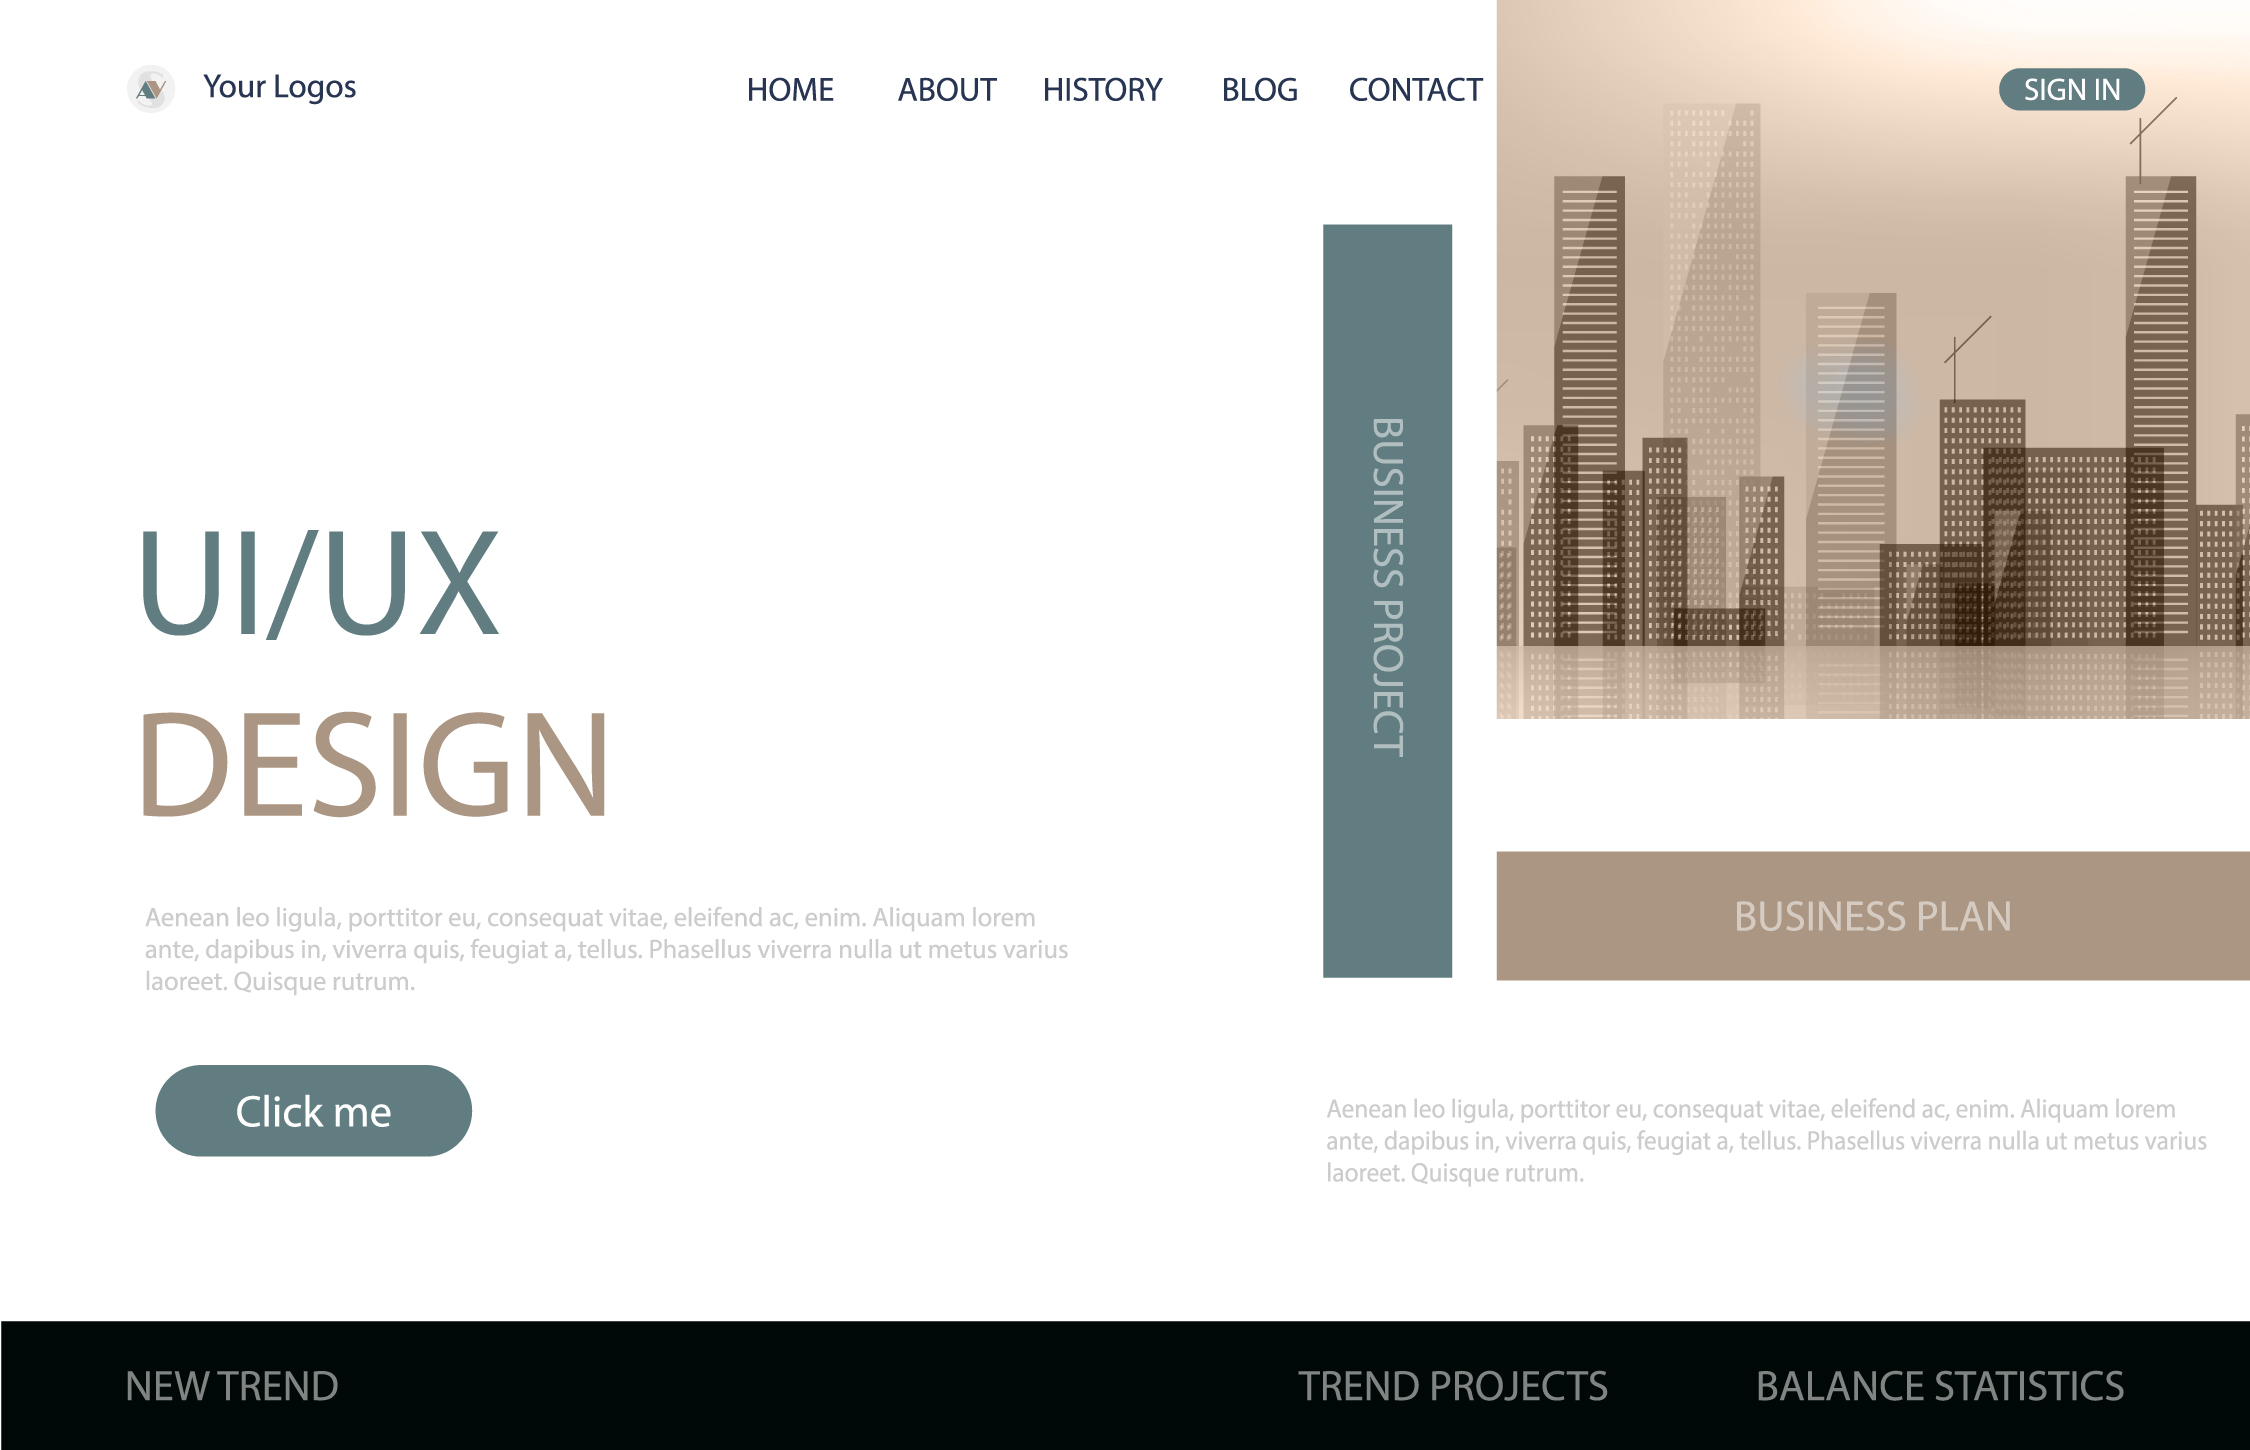 Your Logos
HOME
ABOUT
HISTORY
BLOG
CONTACT
SIGN IN
UI/UX
DESIGN
Aenean leo ligula, porttitor eu, consequat vitae, eleifend ac, enim. Aliquam lorem
ante, dapibus in, viverra quis, feugiat a, tellus. Phasellus viverra nulla ut metus varius
laoreet. Quisque rutrum.
Click me
BUSINESS PROJECT
BUSINESS PLAN
Aenean leo ligula, porttitor eu, consequat vitae, eleifend ac, enim. Aliquam lorem
ante, dapibus in, viverra quis, feugiat a, tellus. Phasellus viverra nulla ut metus varius
laoreet. Quisque rutrum.
NEW TREND
TREND PROJECTS
BALANCE STATISTICS